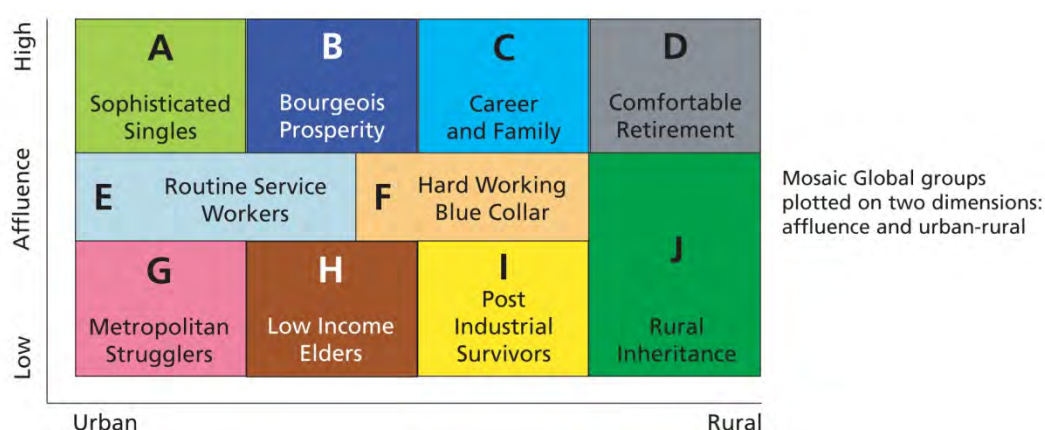 High
Affluence
Low
A
Sophisticated
Singles
B
Bourgeois
Prosperity
C
Career
and Family
D
Comfortable
Retirement
E
Routine Service
Workers
F
Hard Working
Blue Collar
G
Metropolitan
Strugglers
H
Low Income
Elders
I
Post
Industrial
Survivors
J
Rural
Inheritance
Urban
Rural
Mosaic Global groups
plotted on two dimensions:
affluence and urban-rural